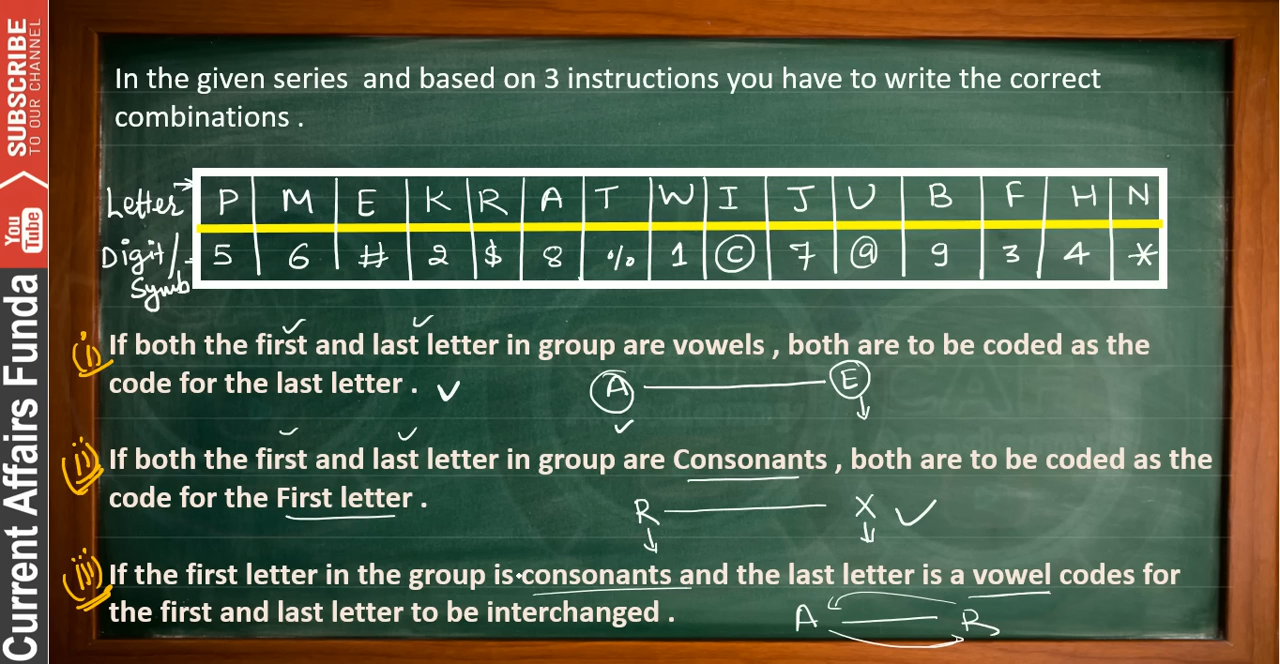 SUBSCRIBE
TO OUR CHANNEL
You
Tube
Current Affairs Funda
In the given series and based on 3 instructions you have to write the correct
combinations .
Letter P M E K R A T W I J U B F H N
Digit/ 5 6 # 2 $ 8 % 1 © 7 @ 9 3 4 *
Symb
(i) If both the first and last letter in group are vowels , both are to be coded as the
code for the last letter .
A E
(ii) If both the first and last letter in group are Consonants , both are to be coded as the
code for the First letter .
R X
(iii) If the first letter in the group is consonants and the last letter is a vowel codes for
the first and last letter to be interchanged .
A R